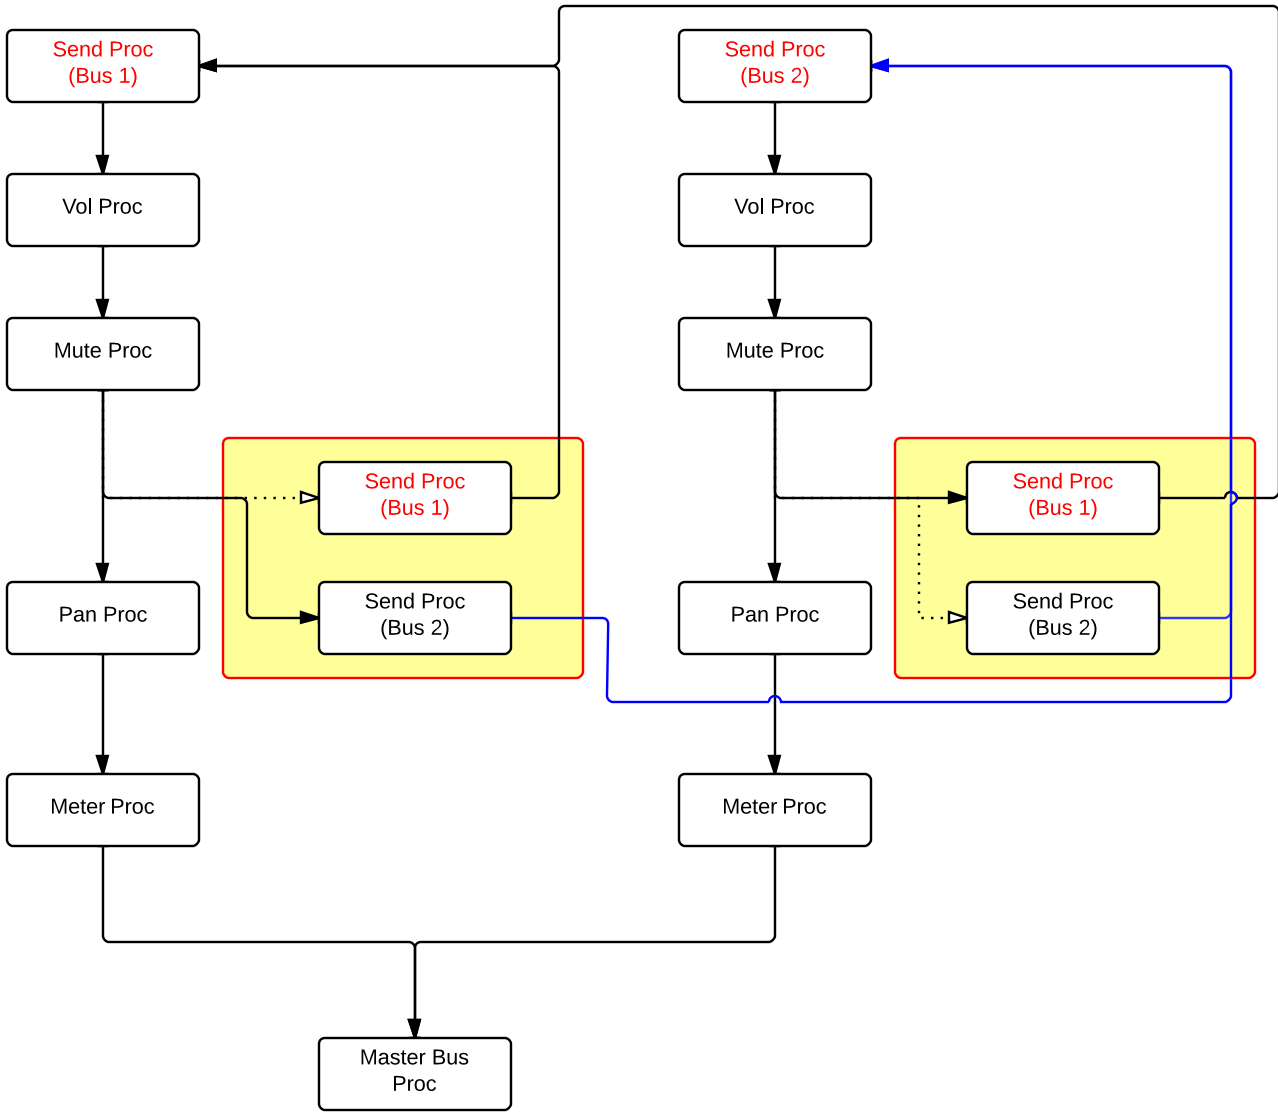 Send Proc
(Bus 1)
Send Proc
(Bus 2)
Vol Proc
Vol Proc
Mute Proc
Mute Proc
Send Proc
(Bus 1)
Send Proc
(Bus 1)
Pan Proc
Send Proc
(Bus 2)
Pan Proc
Send Proc
(Bus 2)
Meter Proc
Meter Proc
Master Bus
Proc